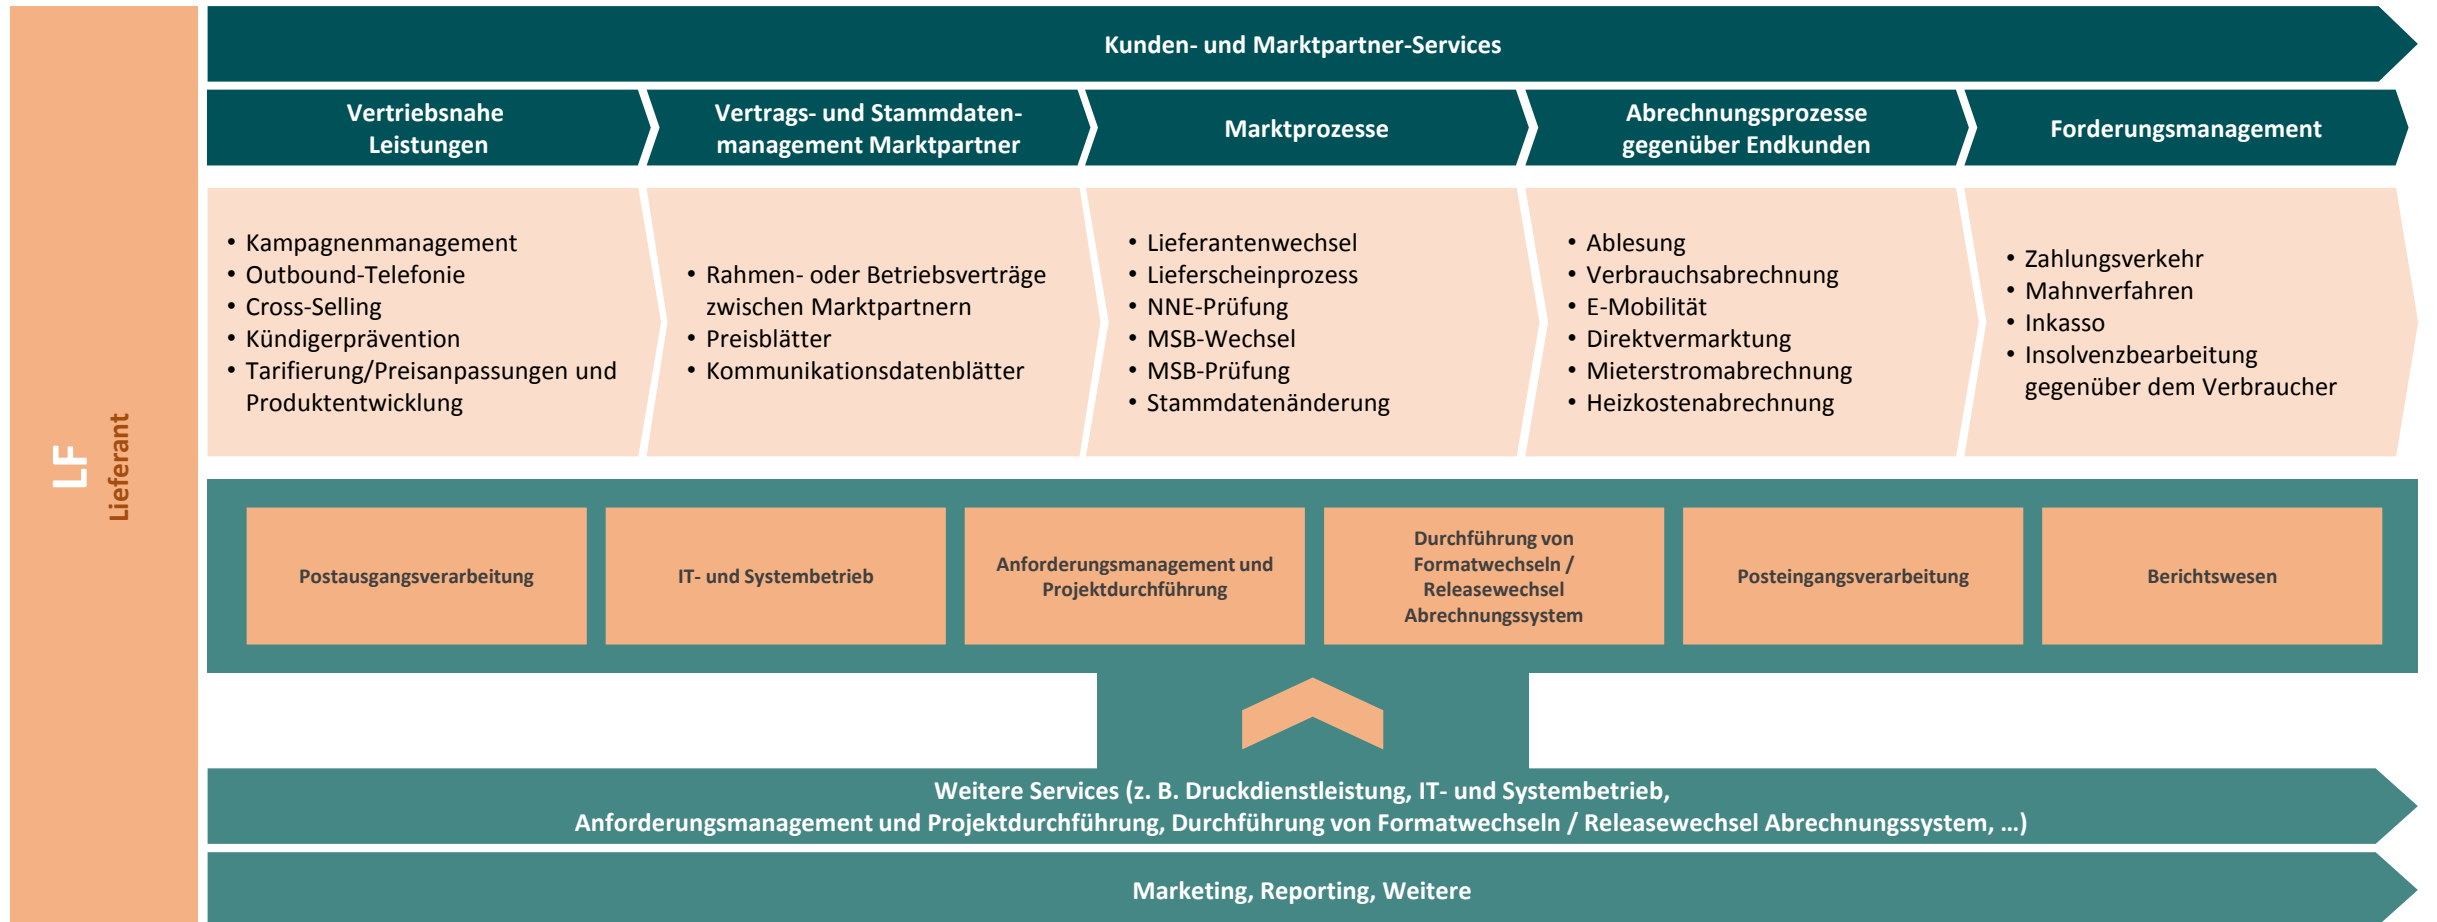 LF
Lieferant
Kunden- und Marktpartner-Services
Vertriebsnahe
Leistungen
Vertrags- und Stammdaten-
management Marktpartner
Marktprozesse
Abrechnungsprozesse
gegenüber Endkunden
Forderungsmanagement
• Kampagnenmanagement
• Outbound-Telefonie
• Cross-Selling
• Kündigerprävention
• Tarifierung/Preisanpassungen und
Produktentwicklung
• Rahmen- oder Betriebsverträge
zwischen Marktpartnern
• Preisblätter
• Kommunikationsdatenblätter
• Lieferantenwechsel
• Lieferscheinprozess
• NNE-Prüfung
• MSB-Wechsel
• MSB-Prüfung
• Stammdatenänderung
• Ablesung
• Verbrauchsabrechnung
• E-Mobilität
• Direktvermarktung
• Mieterstromabrechnung
• Heizkostenabrechnung
• Zahlungsverkehr
• Mahnverfahren
• Inkasso
• Insolvenzbearbeitung
gegenüber dem Verbraucher
Postausgangsverarbeitung
IT- und Systembetrieb
Anforderungsmanagement und
Projektdurchführung
Durchführung von
Formatwechseln /
Releasewechsel
Abrechnungssystem
Posteingangsverarbeitung
Berichtswesen
Weitere Services (z. B. Druckdienstleistung, IT- und Systembetrieb,
Anforderungsmanagement und Projektdurchführung, Durchführung von Formatwechseln / Releasewechsel Abrechnungssystem, …)
Marketing, Reporting, Weitere